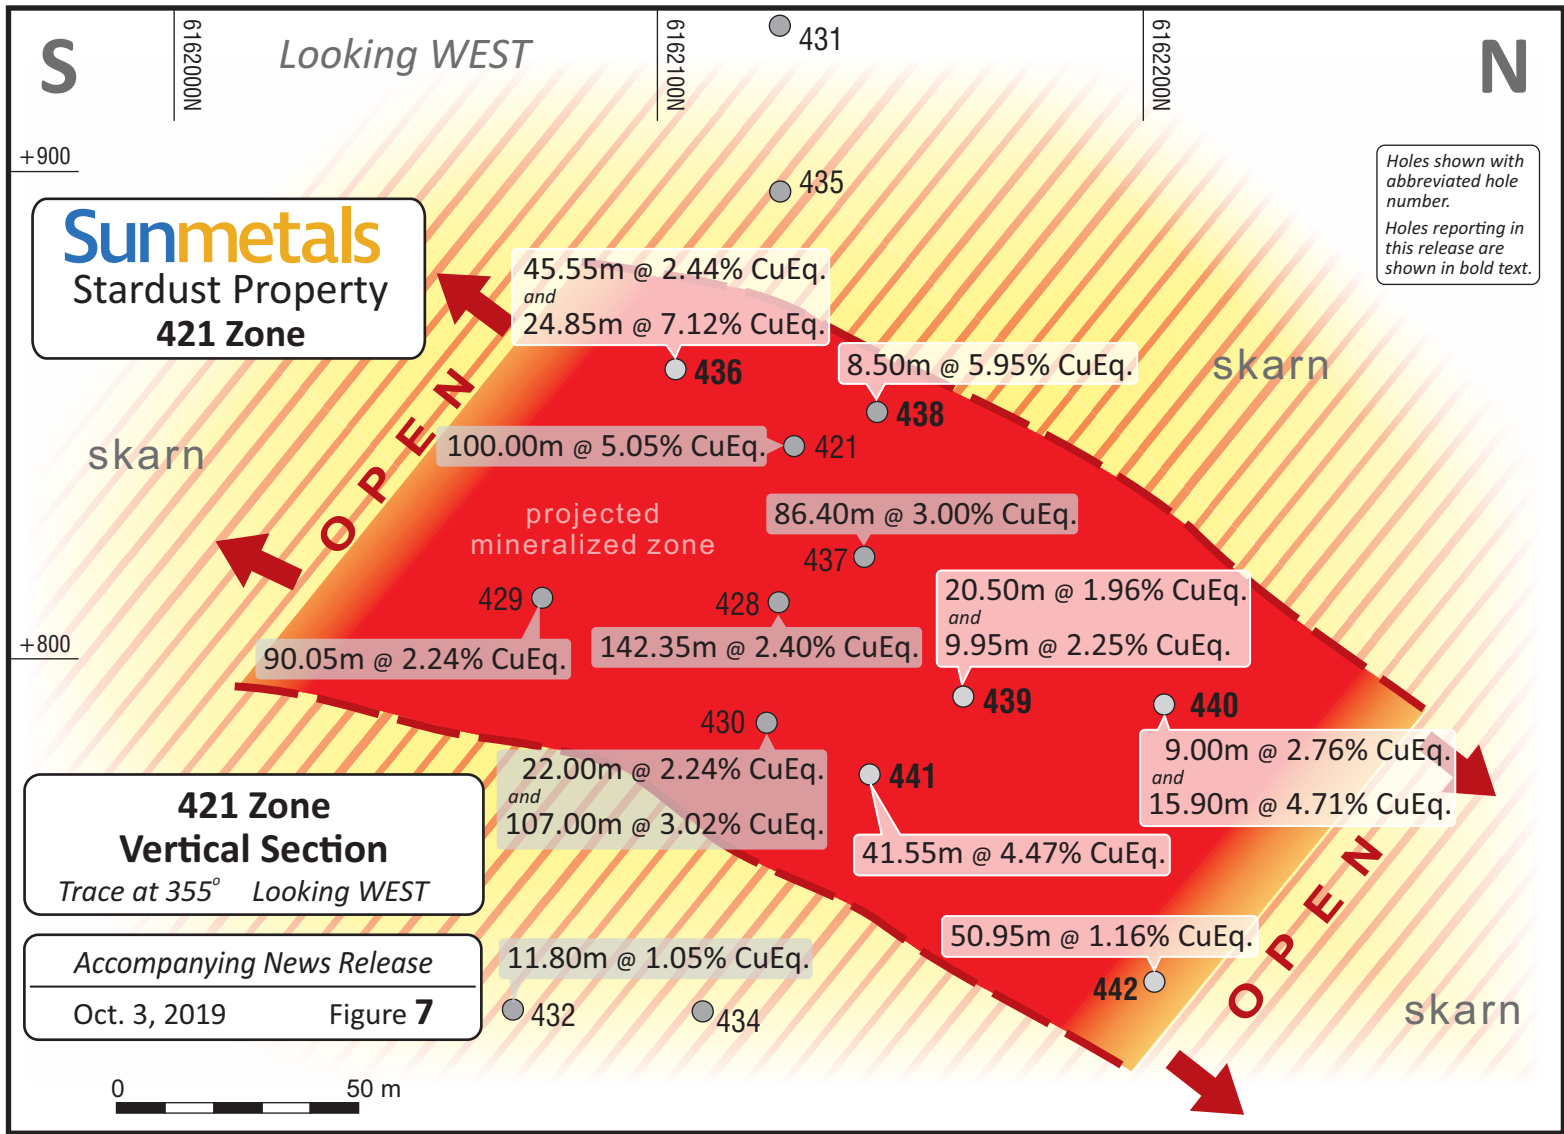 S
Looking WEST
6162000N
6162100N
431
6162200N
N
+900
Holes shown with
abbreviated hole
number.
Holes reporting in
this release are
shown in bold text.
435
Sunmetals
Stardust Property
421 Zone
45.55m @ 2.44% CuEq.
and
24.85m @ 7.12% CuEq.
436
8.50m @ 5.95% CuEq.
438
skarn
OPEN
skarn
100.00m @ 5.05% CuEq.
421
projected
mineralized zone
86.40m @ 3.00% CuEq.
437
429
90.05m @ 2.24% CuEq.
428
142.35m @ 2.40% CuEq.
20.50m @ 1.96% CuEq.
and
9.95m @ 2.25% CuEq.
439
+800
440
9.00m @ 2.76% CuEq.
and
15.90m @ 4.71% CuEq.
430
22.00m @ 2.24% CuEq.
and
107.00m @ 3.02% CuEq.
441
41.55m @ 4.47% CuEq.
421 Zone
Vertical Section
Trace at 355° Looking WEST
OPEN
50.95m @ 1.16% CuEq.
442
skarn
Accompanying News Release
Oct. 3, 2019 Figure 7
11.80m @ 1.05% CuEq.
432
434
0 50 m